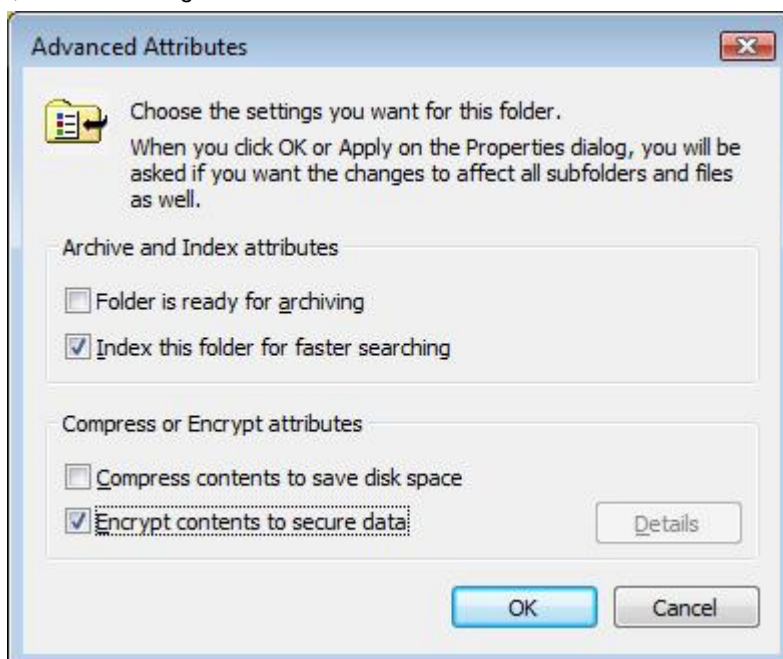 Advanced Attributes
Choose the settings you want for this folder.
When you click OK or Apply on the Properties dialog, you will be
asked if you want the changes to affect all subfolders and files
as well.
Archive and Index attributes
Folder is ready for archiving
Index this folder for faster searching
Compress or Encrypt attributes
Compress contents to save disk space
Encrypt contents to secure data
Details
OK
Cancel